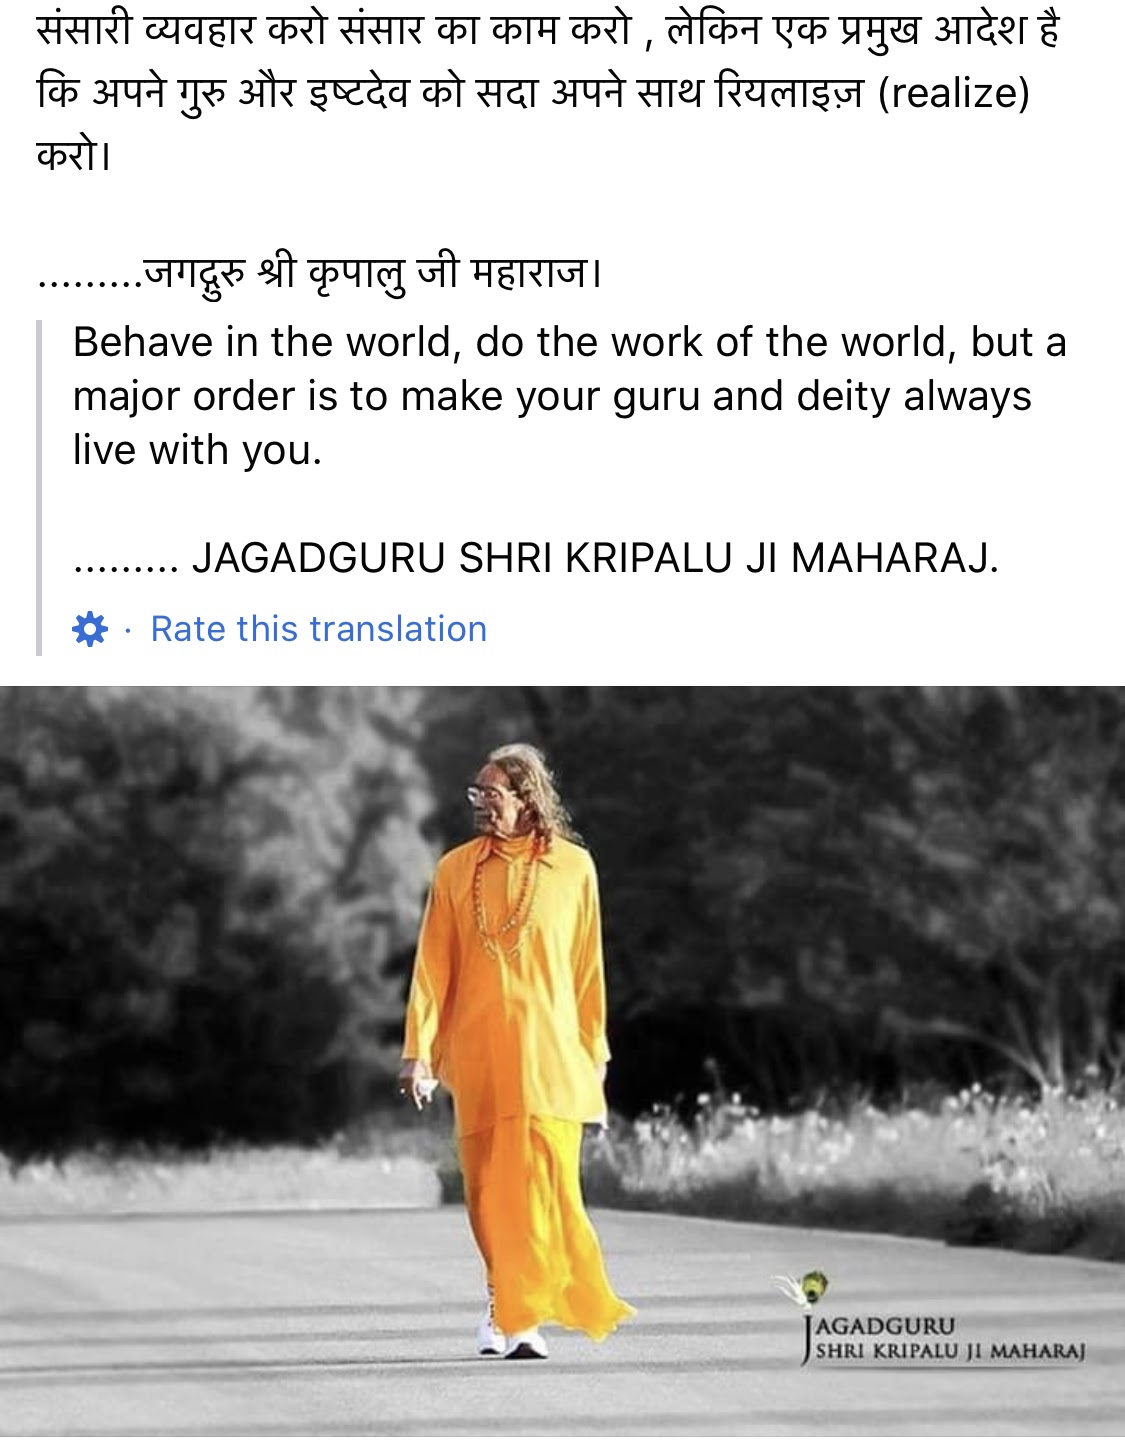 संसारी व्यवहार करो संसार का काम करो , लेकिन एक प्रमुख आदेश है
कि अपने गुरु और इष्टदेव को सदा अपने साथ रियलाइज़ (realize)
करो।
.........जगद्गुरु श्री कृपालु जी महाराज।
Behave in the world, do the work of the world, but a
major order is to make your guru and deity always
live with you.
......... JAGADGURU SHRI KRIPALU JI MAHARAJ.
· Rate this translation
JAGADGURU
SHRI KRIPALU JI MAHARAJ